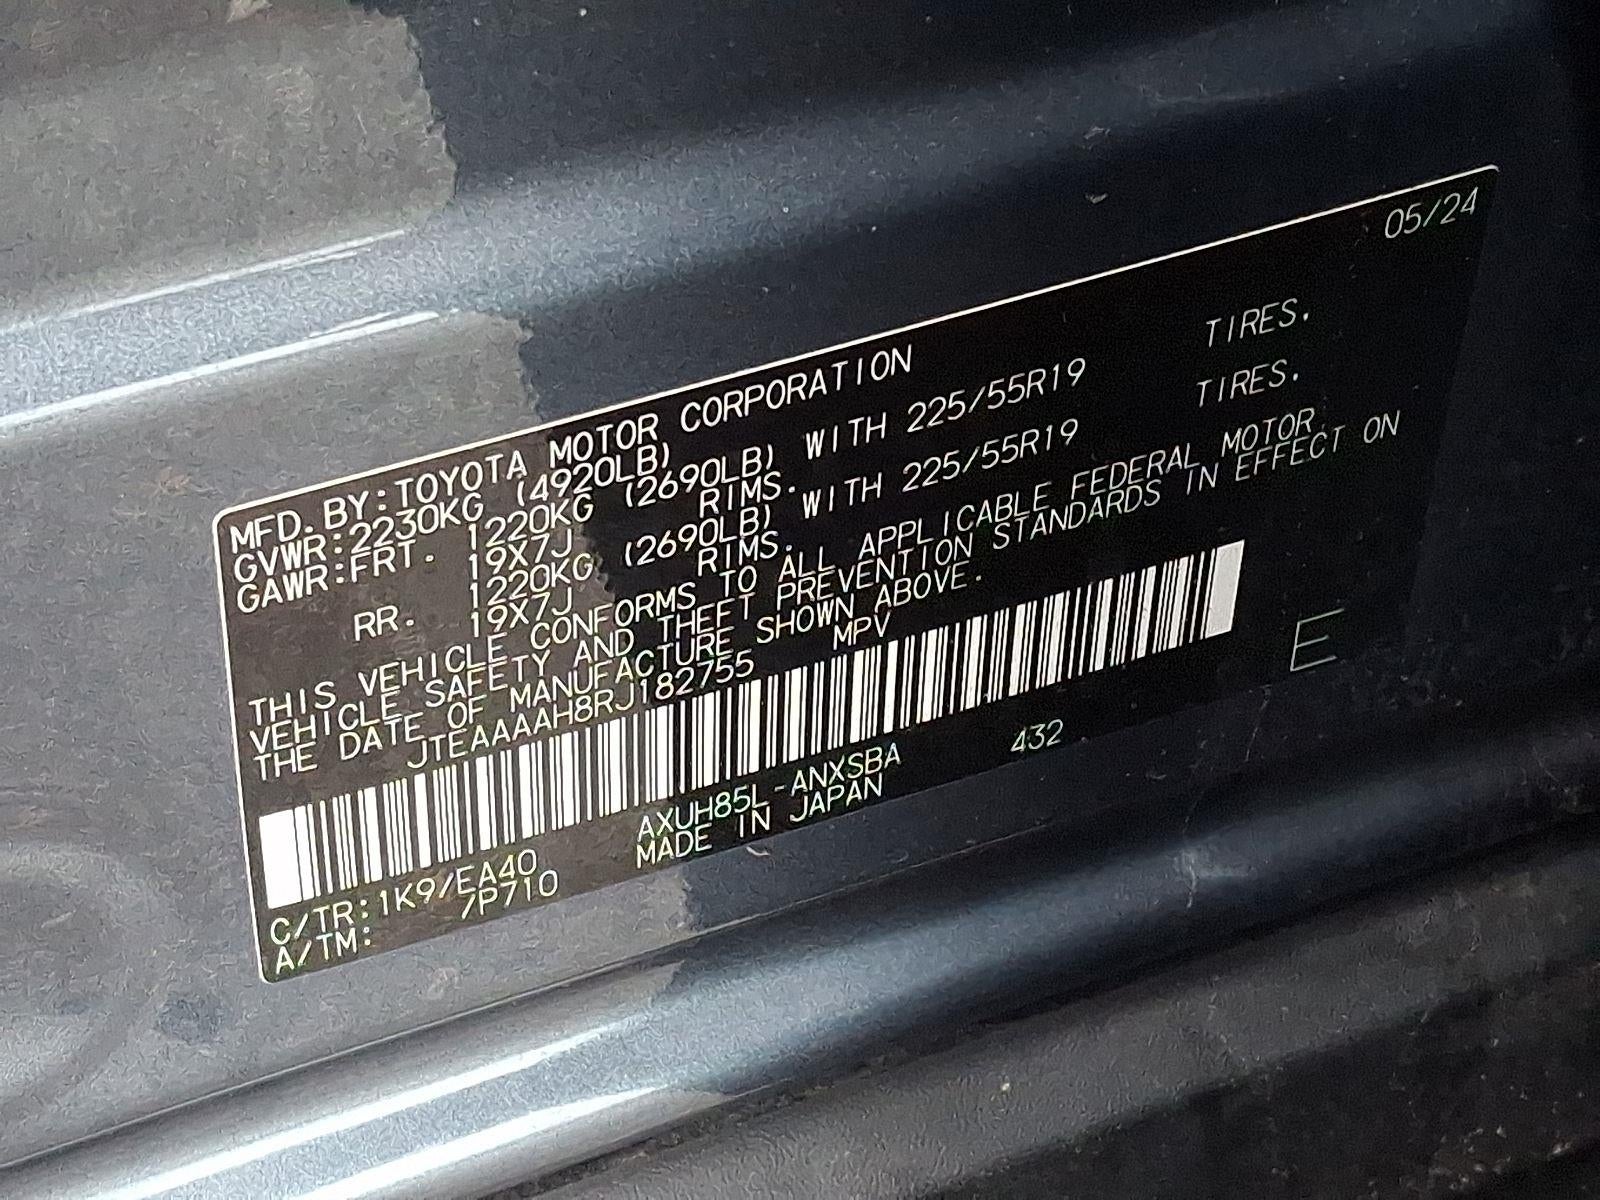 MFD. BY: TOYOTA MOTOR CORPORATION 05/24
GVWR: 2230KG (4920LB)
GAWR: FRT. 1220KG (2690LB) WITH 225/55R19 TIRES.
19X7J RIMS.
RR. 1220KG (2690LB) WITH 225/55R19 TIRES.
19X7J RIMS.
THIS VEHICLE CONFORMS TO ALL APPLICABLE FEDERAL MOTOR
VEHICLE SAFETY AND THEFT PREVENTION STANDARDS IN EFFECT ON
THE DATE OF MANUFACTURE SHOWN ABOVE.
JTEAAAAH8RJ182755 MPV
E
C/TR: 1K9/EA40 AXUH85L-ANXSBA 432
A/TM: /P710 MADE IN JAPAN